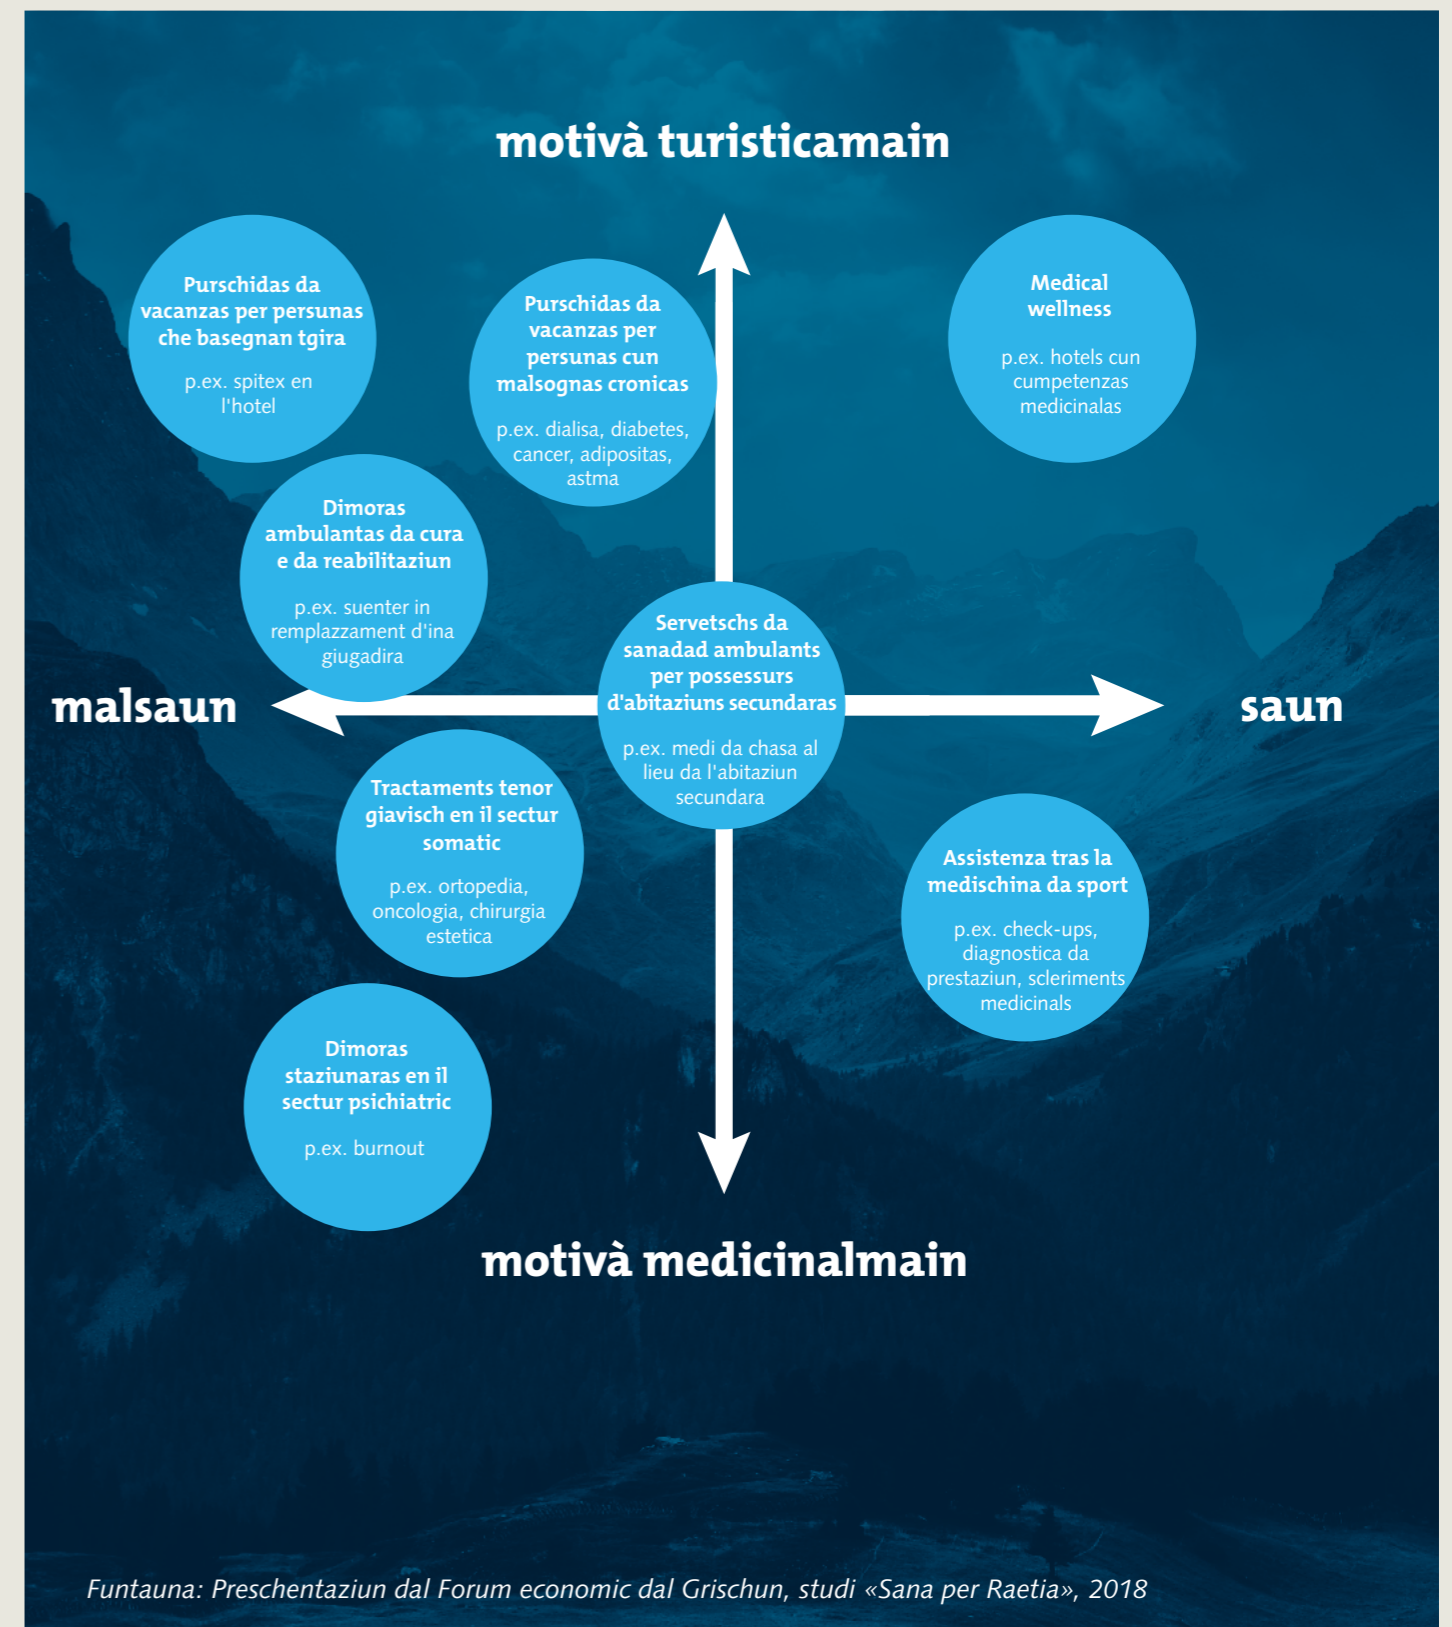 motivà turisticamain
Purschidas da
vacanzas per persunas
che basegnan tgira
p.ex. spitex en
l'hotel
Purschidas da
vacanzas per
persunas cun
malsognas cronicas
p.ex. dialisa, diabetes,
cancer, adipositas,
astma
Medical
wellness
p.ex. hotels cun
cumpetenzas
medicinalas
Dimoras
ambulantas da cura
e da reabilitaziun
p.ex. suenter in
remplazzament d'ina
giugadira
Servetschs da
sanadad ambulants
per possessurs
d'abitaziuns secundaras
p.ex. medi da chasa al
lieu da l'abitaziun
secundara
malsaun
saun
Tractaments tenor
giavisch en il sectur
somatic
p.ex. ortopedia,
oncologia, chirurgia
estetica
Assistenza tras la
medischina da sport
p.ex. check-ups,
diagnostica da
prestaziun, scleriments
medicinals
Dimoras
staziunaras en il
sectur psichiatric
p.ex. burnout
motivà medicinalmain
Funtauna: Preschentaziun dal Forum economic dal Grischun, studi «Sana per Raetia», 2018